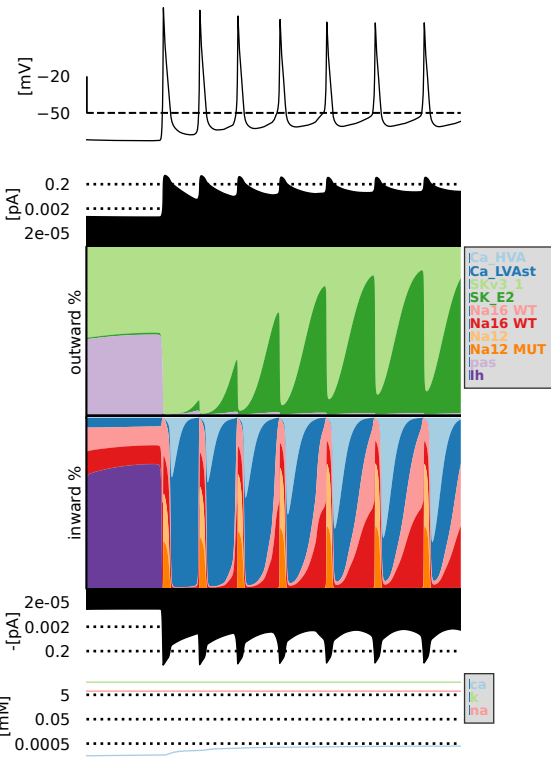 [mV]
−20
−50
[pA]
0.2
0.002
2e-05
outward %
Ca_HVA
Ca_LVAst
SKv3_1
SK_E2
Na16 WT
Na16 WT
Na12
Na12 MUT
pas
Ih
inward %
-[pA]
2e-05
0.002
0.2
[mM]
5
0.05
0.0005
ca
k
na